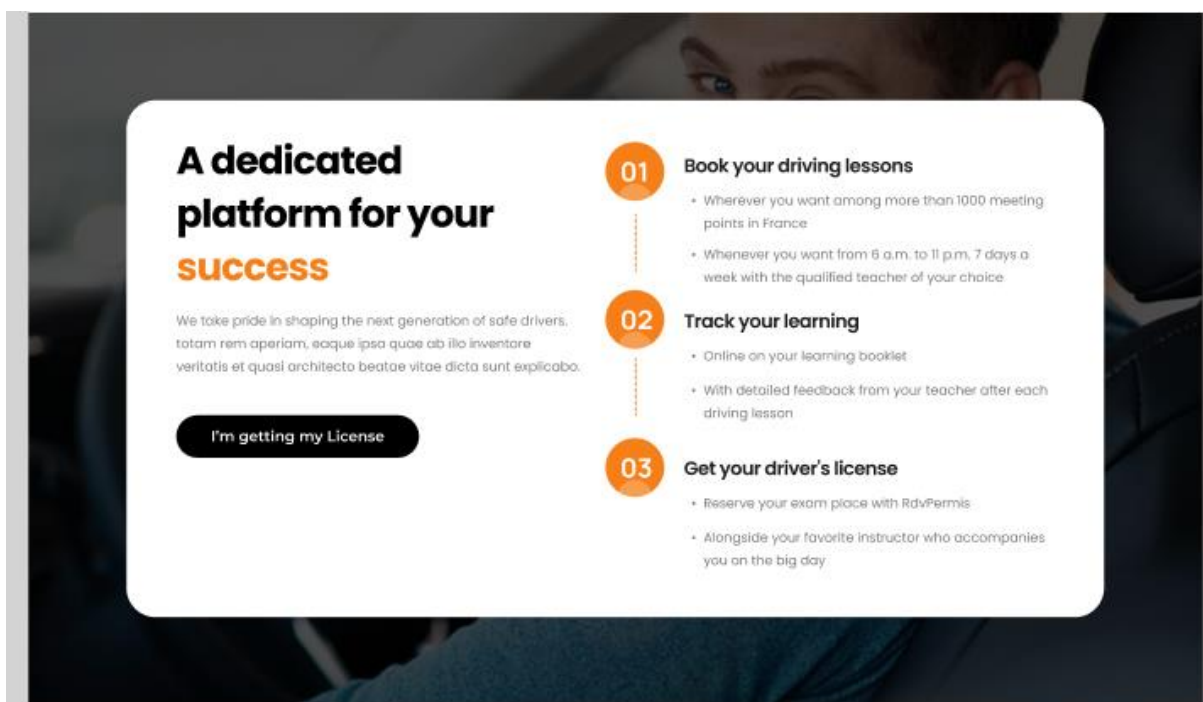 A dedicated
platform for your
success
We take pride in shaping the next generation of safe drivers.
totam rem aperiam, eaque ipsa quae ab illo inventore
veritatis et quasi architecto beatae vitae dicta sunt explicabo.
I'm getting my License
01
Book your driving lessons
• Wherever you want among more than 1000 meeting
points in France
• Whenever you want from 6 a.m. to 11 p.m. 7 days a
week with the qualified teacher of your choice
02
Track your learning
• Online on your learning booklet
• With detailed feedback from your teacher after each
driving lesson
03
Get your driver's license
• Reserve your exam place with RdvPermis
• Alongside your favorite instructor who accompanies
you on the big day